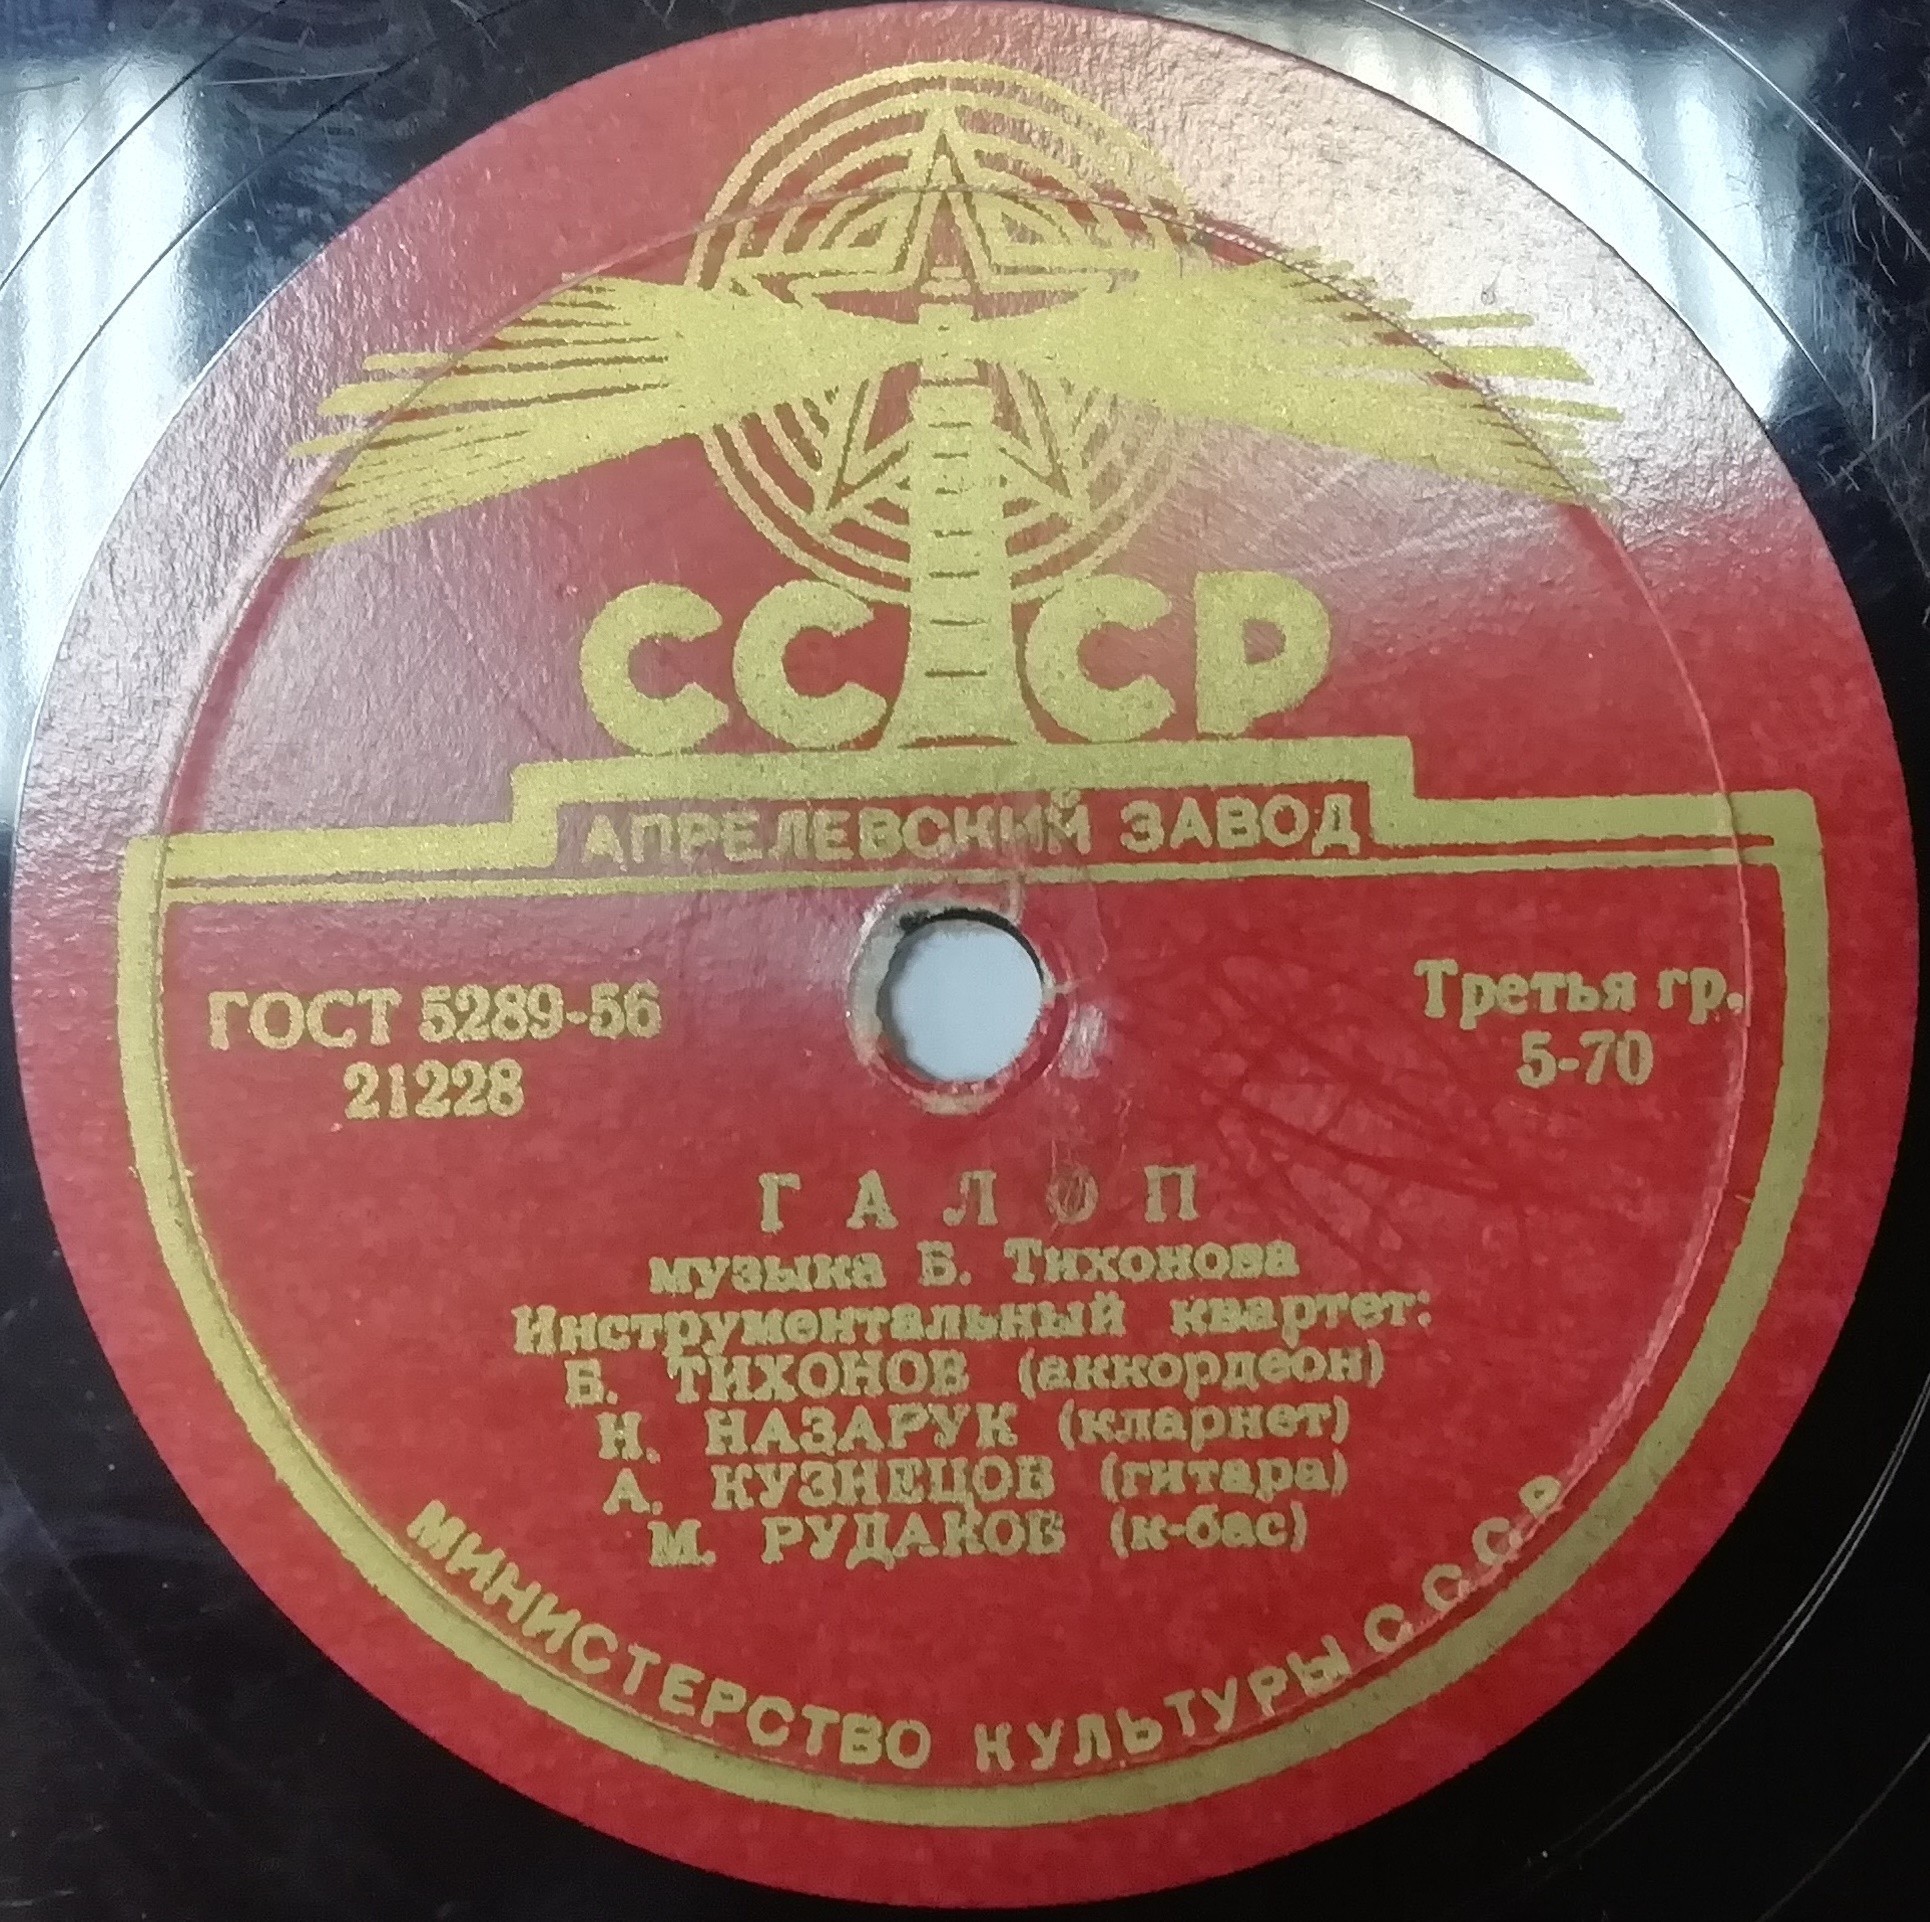 СССР
АПРЕЛЕВСКИЙ ЗАВОД
ГОСТ 5289-56
21228
Третья гр.
5-70
ГАЛОП
музыка Б. Тихонова
Инструментальный квартет:
Б. ТИХОНОВ (аккордеон)
Н. НАЗАРУК (кларнет)
А. КУЗНЕЦОВ (гитара)
М. РУДАКОВ (к-бас)
МИНИСТЕРСТВО КУЛЬТУРЫ С.С.С.Р.